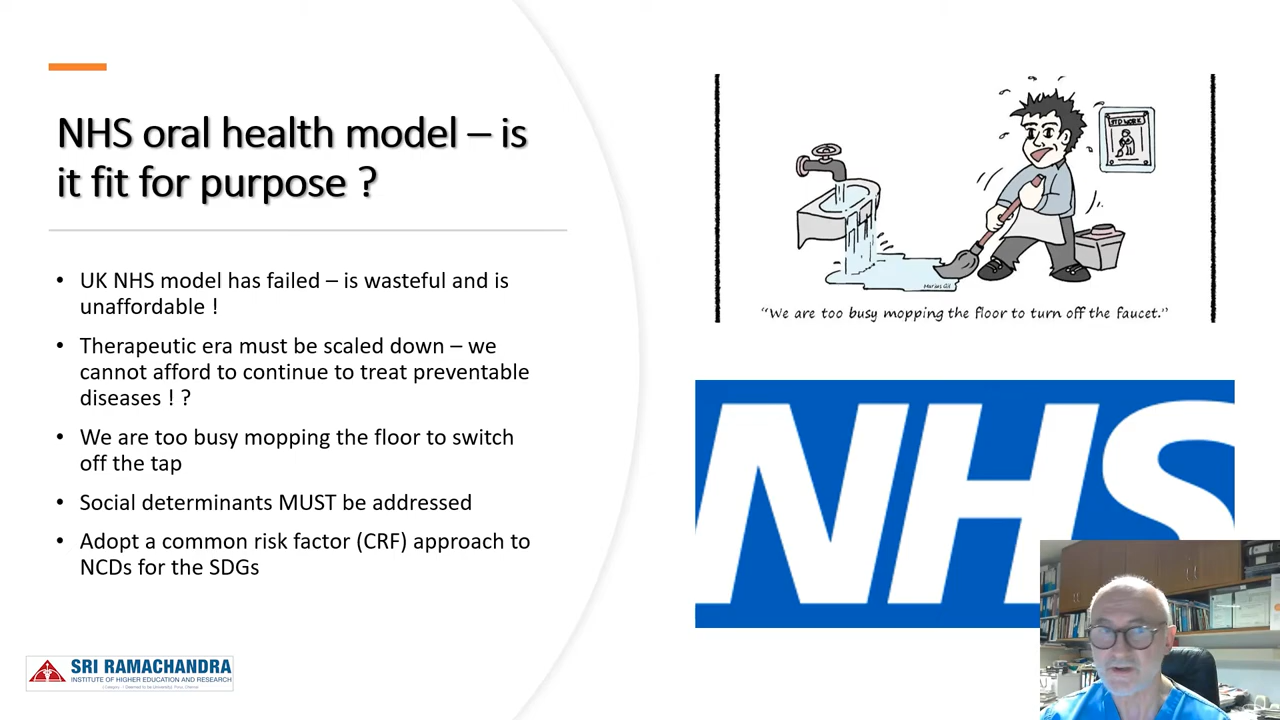 NHS oral health model – is
it fit for purpose ?
• UK NHS model has failed – is wasteful and is
unaffordable !
• Therapeutic era must be scaled down – we
cannot afford to continue to treat preventable
diseases ! ?
• We are too busy mopping the floor to switch
off the tap
• Social determinants MUST be addressed
• Adopt a common risk factor (CRF) approach to
NCDs for the SDGs
SRI RAMACHANDRA
INSTITUTE OF HIGHER EDUCATION AND RESEARCH
Marius Gil
“We are too busy mopping the floor to turn off the faucet.”
NHS